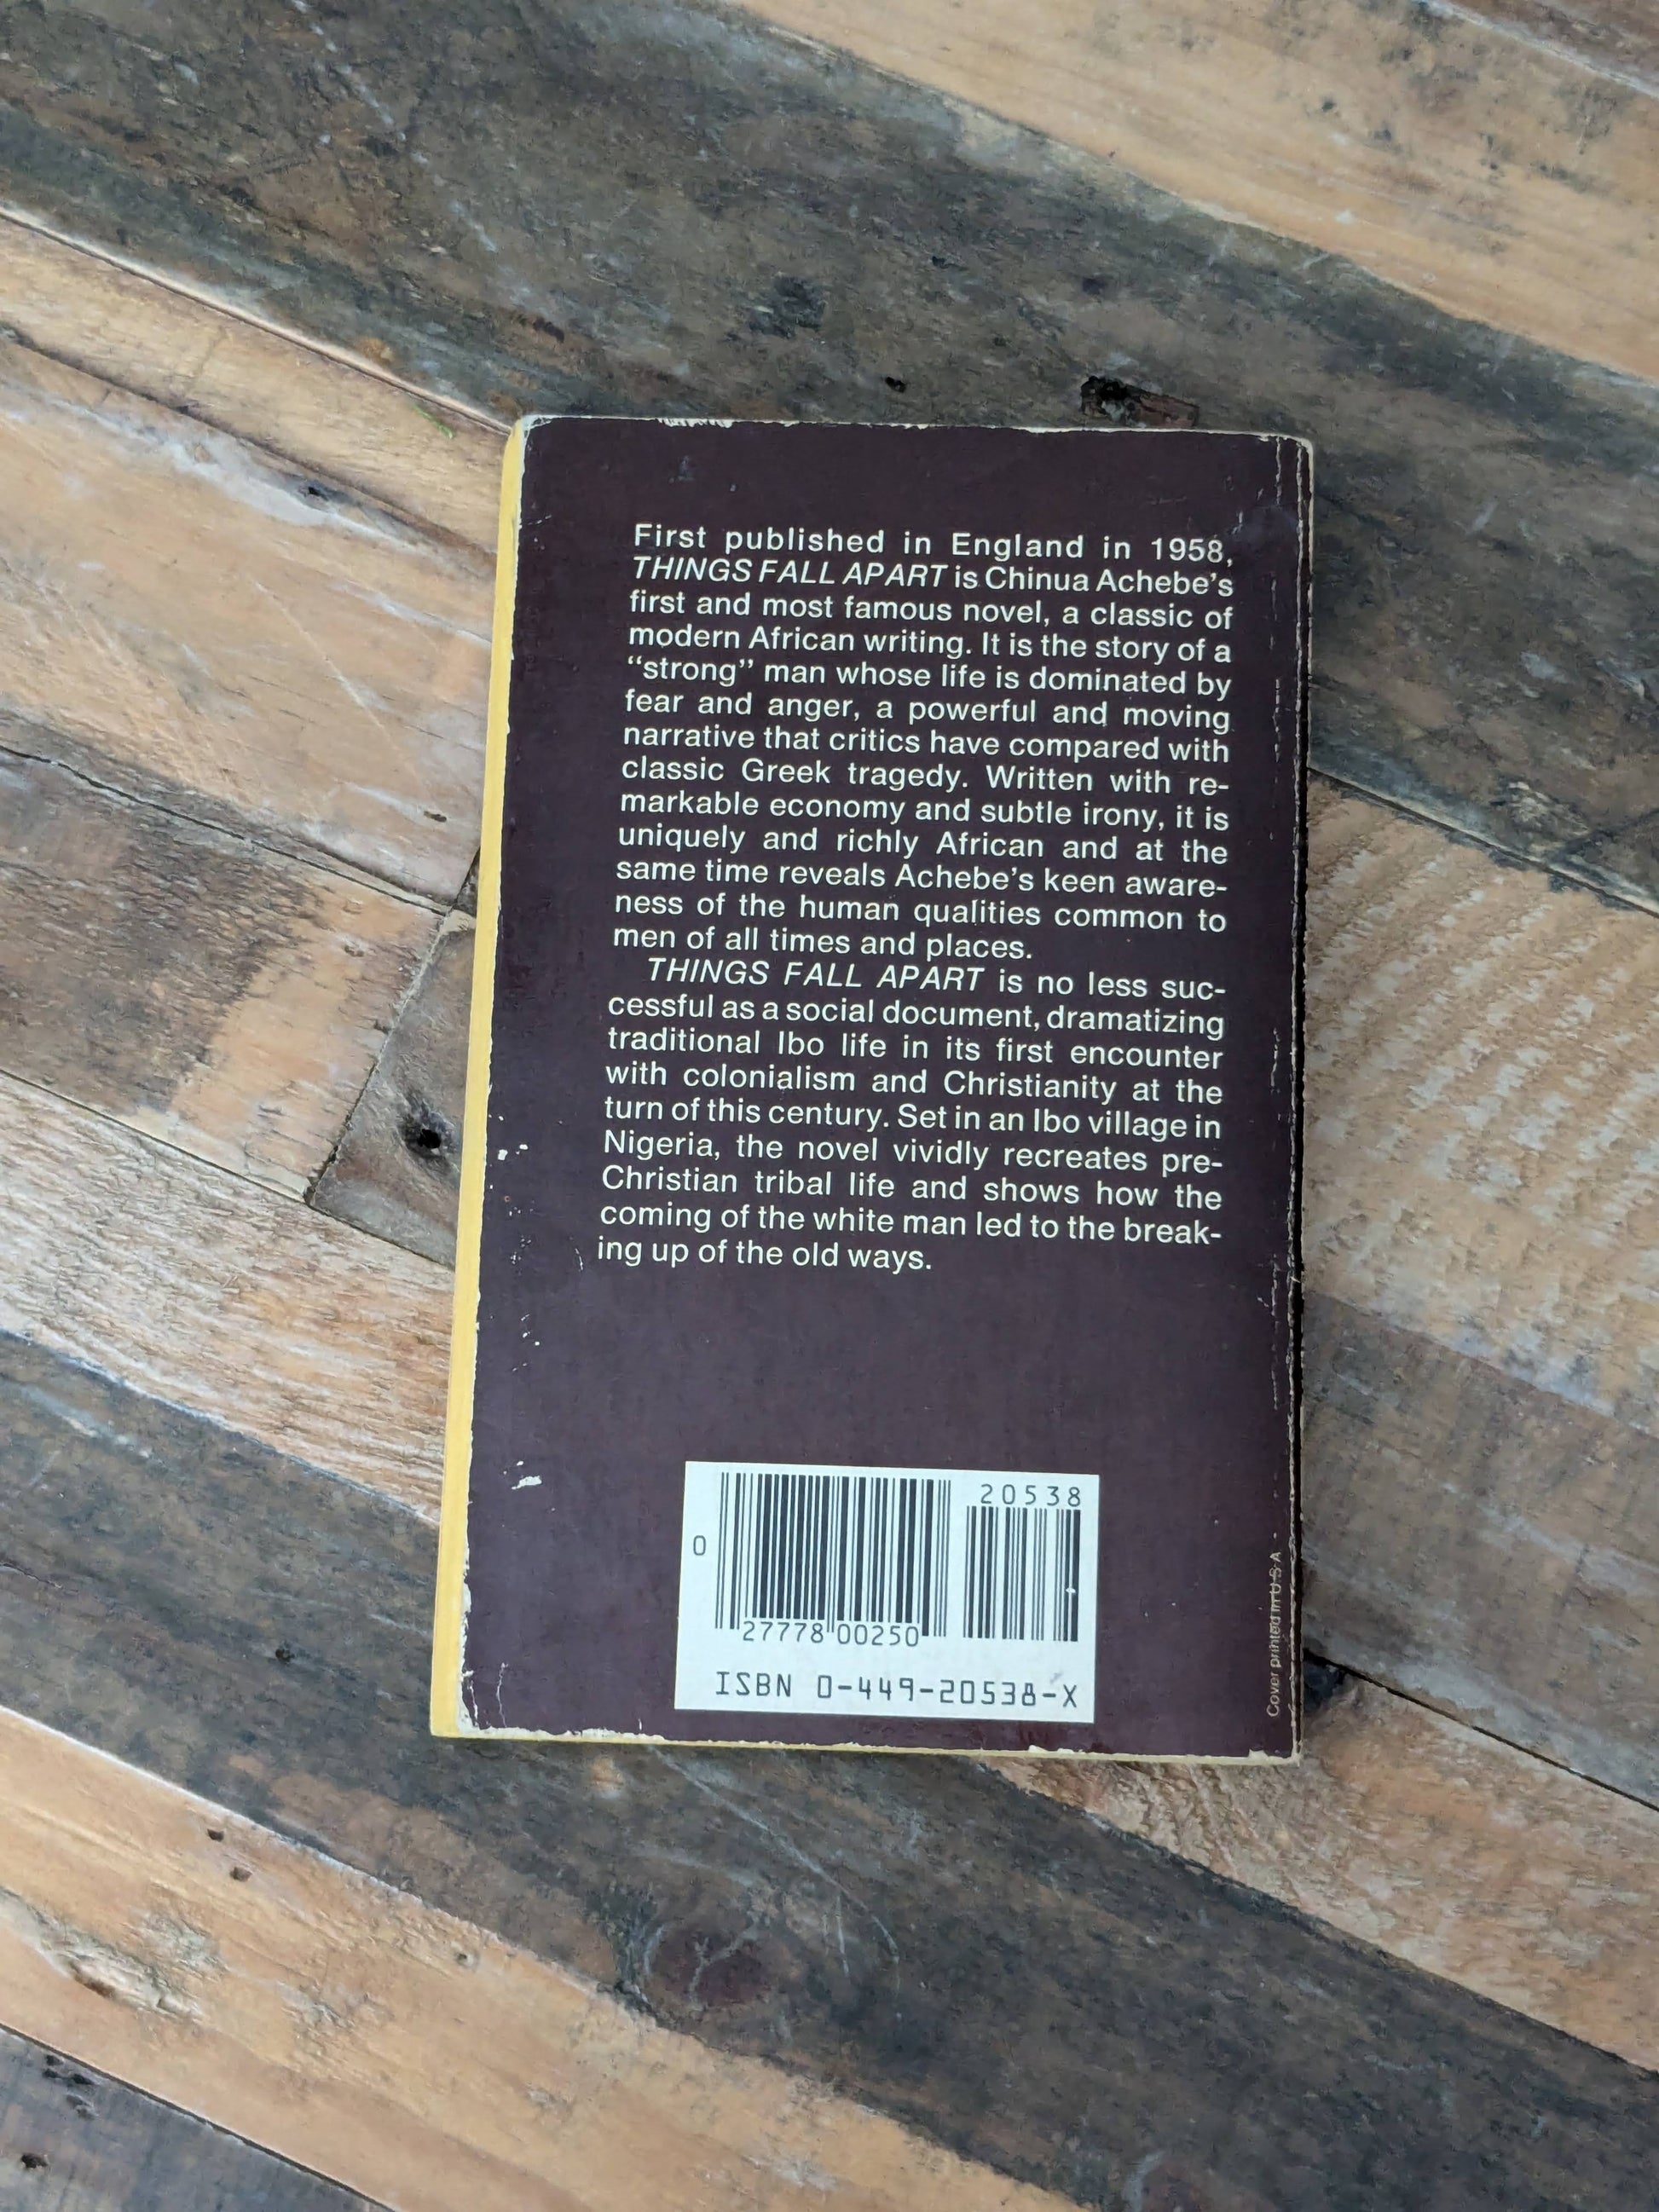 First published in England in 1958,
THINGS FALL APART is Chinua Achebe's
first and most famous novel, a classic of
modern African writing. It is the story of a
“strong” man whose life is dominated by
fear and anger, a powerful and moving
narrative that critics have compared with
classic Greek tragedy. Written with re-
markable economy and subtle irony, it is
uniquely and richly African and at the
same time reveals Achebe's keen aware-
ness of the human qualities common to
men of all times and places.
THINGS FALL APART is no less suc-
cessful as a social document, dramatizing
traditional Ibo life in its first encounter
with colonialism and Christianity at the
turn of this century. Set in an Ibo village in
Nigeria, the novel vividly recreates pre-
Christian tribal life and shows how the
coming of the white man led to the break-
ing up of the old ways.
20538
0
27778 00250
ISBN 0-449-20538-X
Cover printed in U S A